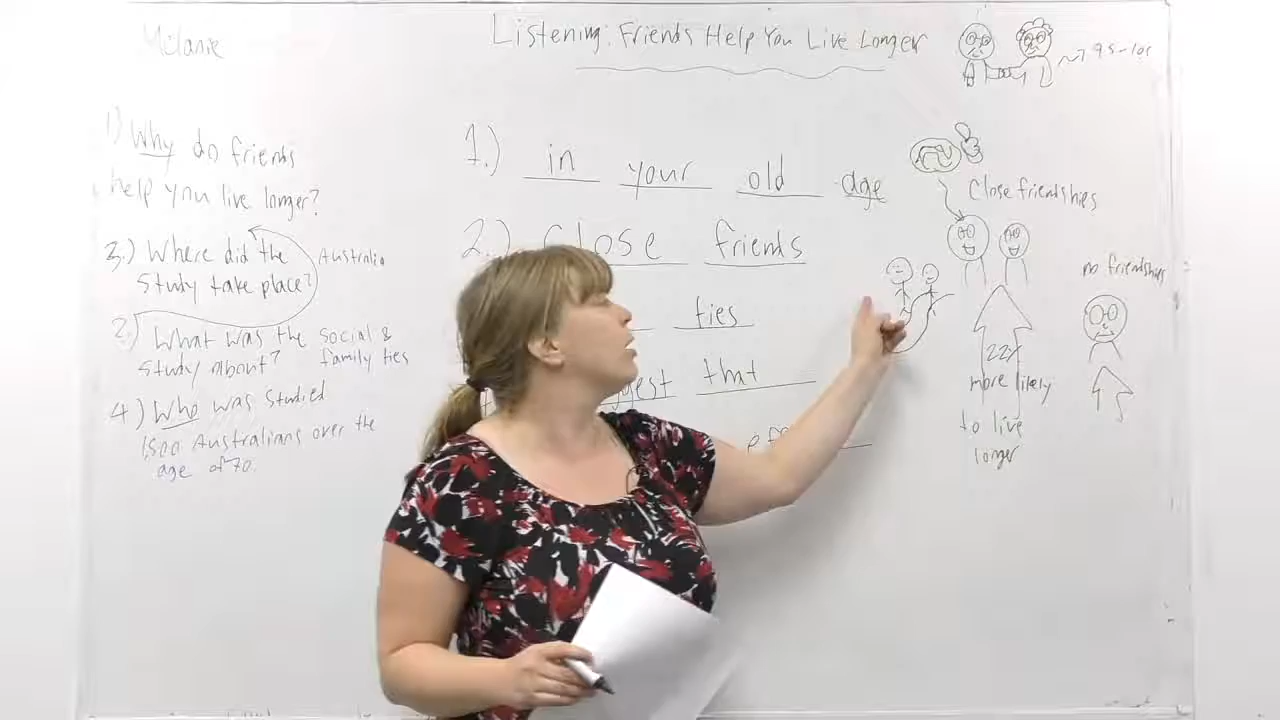 Melanie
Listening: Friends Help You Live Longer
1) Why do friends
help you live longer?
3.) Where did the
study take place?
Australia
2.) What was the
study about?
social &
family ties
4) Who was studied
1,500 Australians over the
age of 70.
1.) in your old age
2.) close friends
ties
that
close friendships
22%
more likely
to live
longer
no friendships